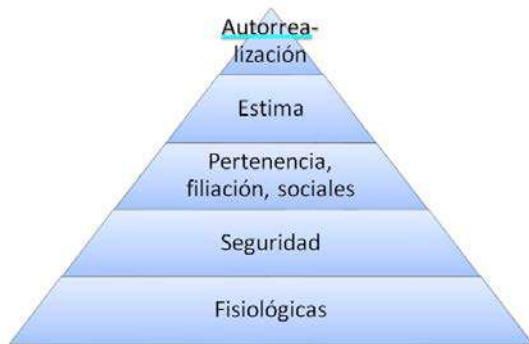 Autorrea-
lización
Estima
Pertenencia,
filiación, sociales
Seguridad
Fisiológicas